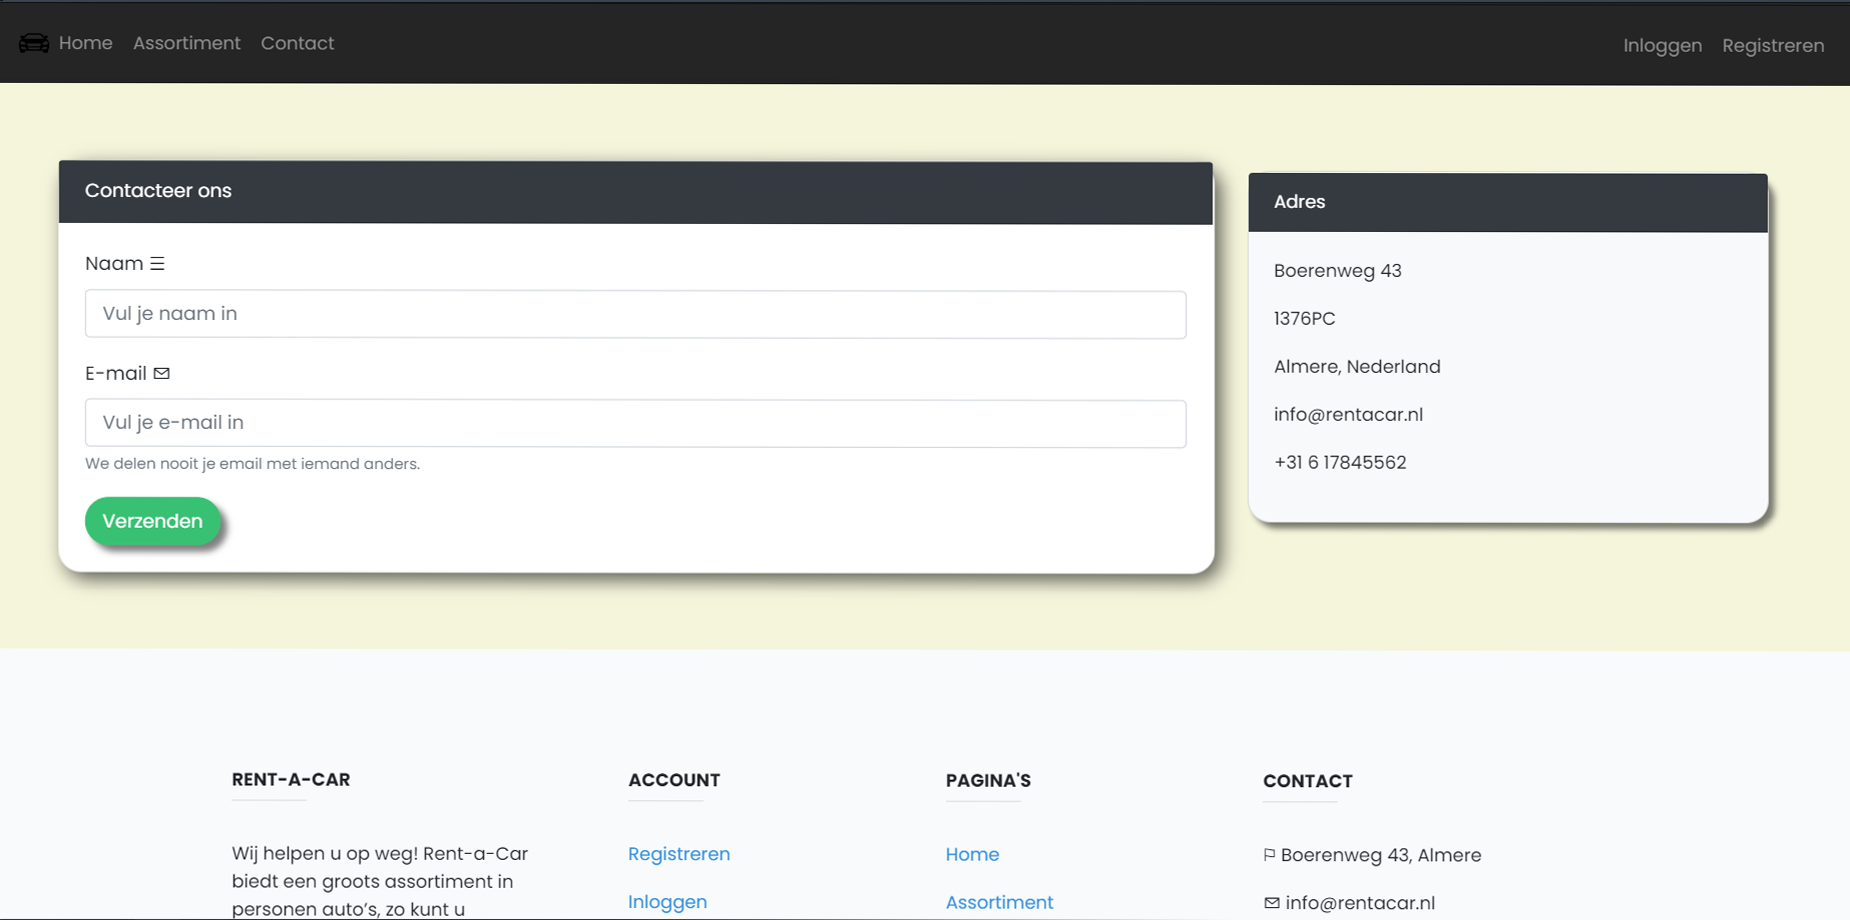 Home Assortiment Contact Inloggen Registreren
Contacteer ons
Naam
Vul je naam in
E-mail
Vul je e-mail in
We delen nooit je email met iemand anders.
Verzenden
Adres
Boerenweg 43
1376PC
Almere, Nederland
info@rentacar.nl
+31 6 17845562
RENT-A-CAR
Wij helpen u op weg! Rent-a-Car
biedt een groots assortiment in
personen auto's, zo kunt u
ACCOUNT
Registreren
Inloggen
PAGINA'S
Home
Assortiment
CONTACT
Boerenweg 43, Almere
info@rentacar.nl